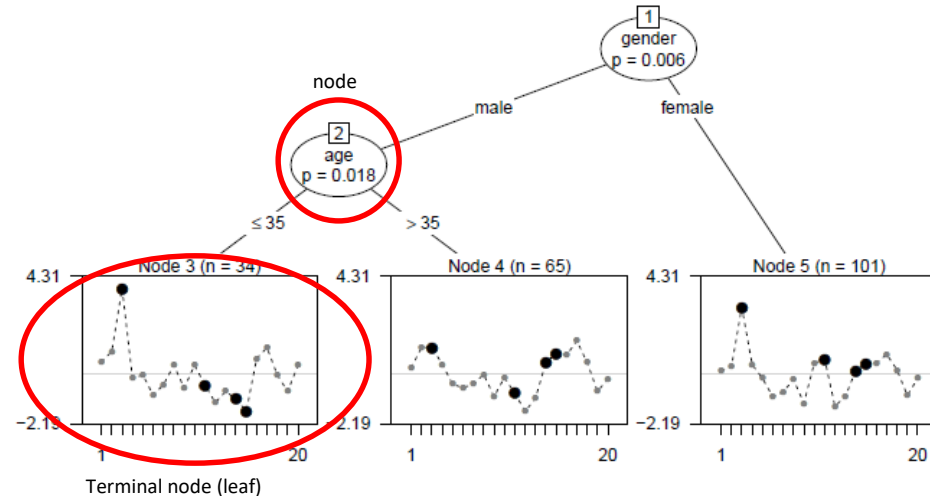 1
gender
p = 0.006
node
male
female
2
age
p = 0.018
≤ 35
> 35
Node 3 (n = 34)
Node 4 (n = 65)
Node 5 (n = 101)
4.31
−2.19
1
20
4.31
−2.19
1
20
4.31
−2.19
1
20
Terminal node (leaf)